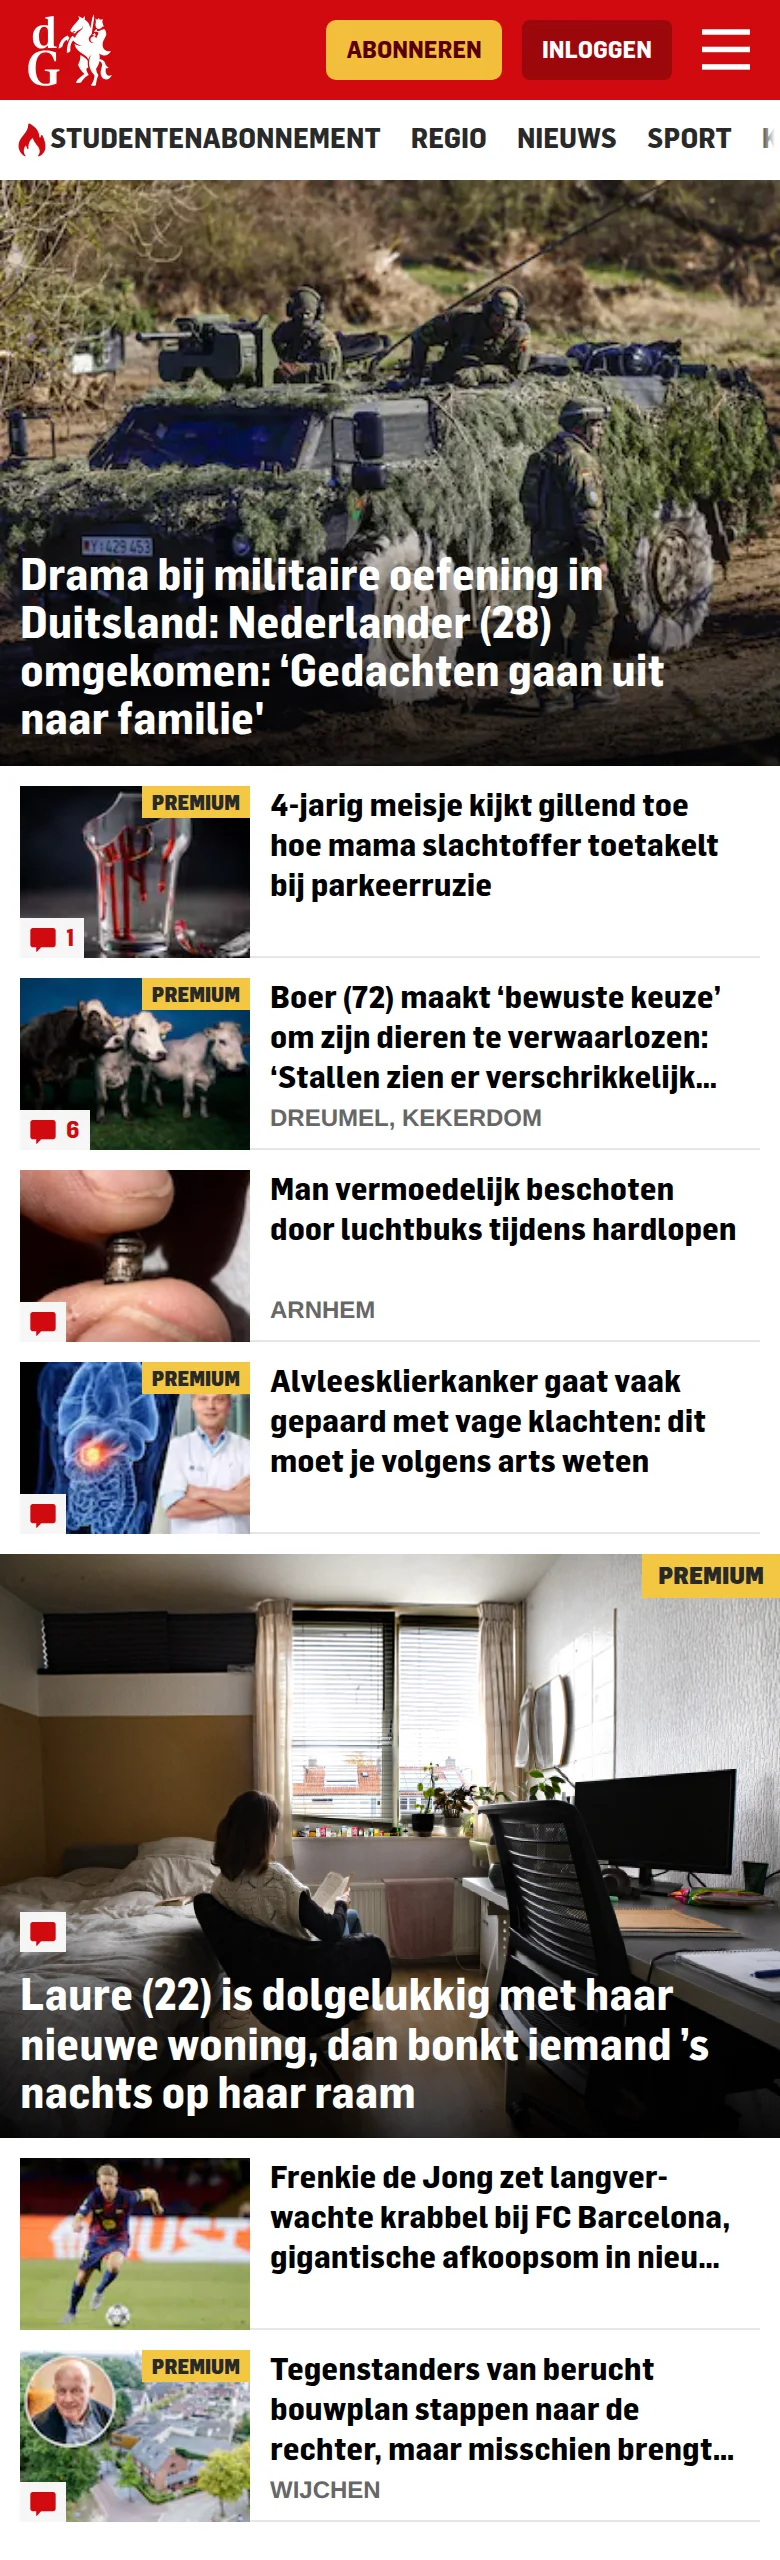 dG
ABONNEREN
INLOGGEN
STUDENTENABONNEMENT REGIO NIEUWS SPORT
Y-429 453
Drama bij militaire oefening in
Duitsland: Nederlander (28)
omgekomen: ‘Gedachten gaan uit
naar familie'
PREMIUM
1
4-jarig meisje kijkt gillend toe
hoe mama slachtoffer toetakelt
bij parkeerruzie
PREMIUM
6
Boer (72) maakt ‘bewuste keuze’
om zijn dieren te verwaarlozen:
‘Stallen zien er verschrikkelijk...
DREUMEL, KEKERDOM
Man vermoedelijk beschoten
door luchtbuks tijdens hardlopen
ARNHEM
PREMIUM
Alvleesklierkanker gaat vaak
gepaard met vage klachten: dit
moet je volgens arts weten
PREMIUM
Laure (22) is dolgelukkig met haar
nieuwe woning, dan bonkt iemand ’s
nachts op haar raam
Frenkie de Jong zet langver-
wachte krabbel bij FC Barcelona,
gigantische afkoopsom in nieu...
PREMIUM
Tegenstanders van berucht
bouwplan stappen naar de
rechter, maar misschien brengt...
WIJCHEN